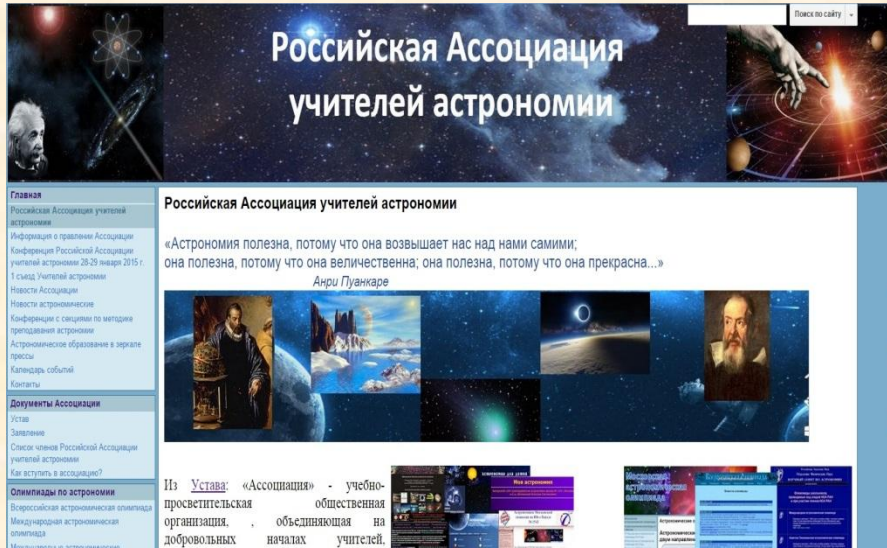 Поиск по сайту
Российская Ассоциация
учителей астрономии
Главная
Российская Ассоциация учителей
астрономии
Информация о правлении Ассоциации
Конференция Российской Ассоциации
учителей астрономии 28-29 января 2015 г.
1 съезд Учителей астрономии
Новости Ассоциации
Новости астрономические
Конференции с секциями по методике
преподавания астрономии
Астрономическое образование в зеркале
прессы
Календарь событий
Контакты
Документы Ассоциации
Устав
Заявление
Список членов Российской Ассоциации
учителей астрономии
Как вступить в ассоциацию?
Олимпиады по астрономии
Всероссийская астрономическая олимпиада
Международная астрономическая
олимпиада
Российская Ассоциация учителей астрономии
«Астрономия полезна, потому что она возвышает нас над нами самими;
она полезна, потому что она величественна; она полезна, потому что она прекрасна...»
Анри Пуанкаре
Из Устава: «Ассоциация» - учебно-
просветительская общественная
организация, , объединяющая на
добровольных началах учителей,
Московская
астрономическая
олимпиада